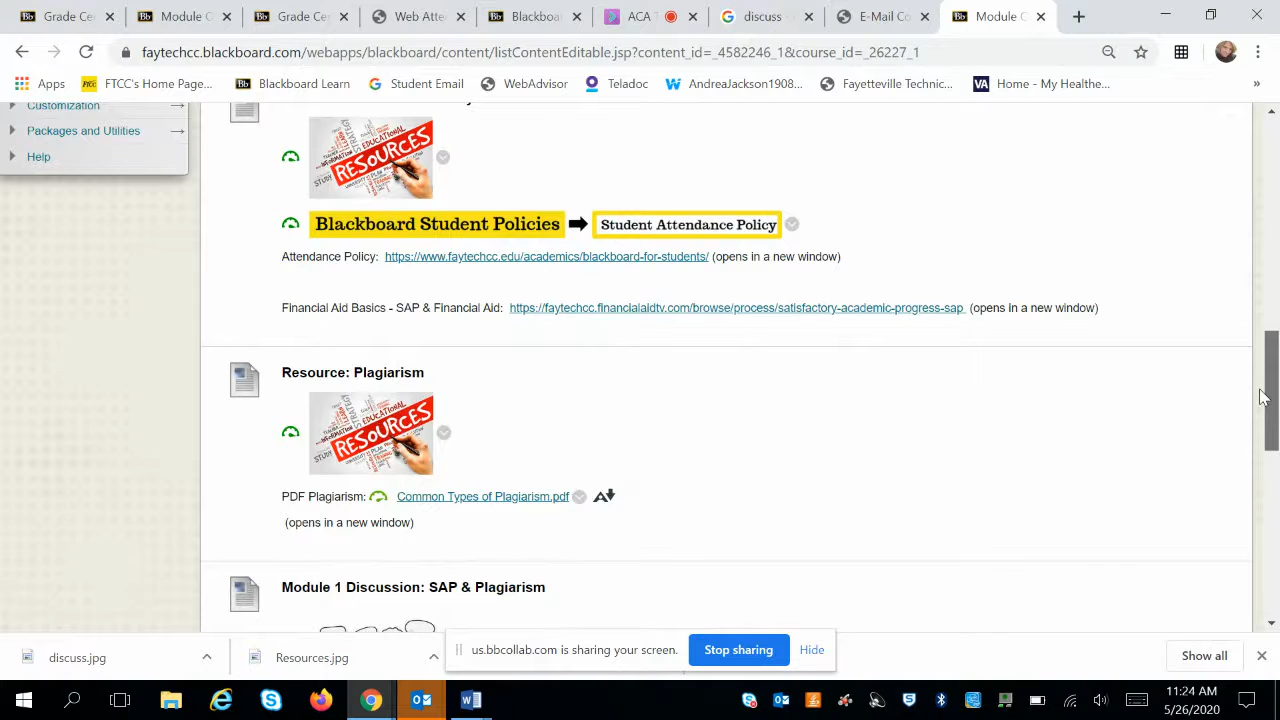 Grade Ce
Module C
Grade Ce
Web Atte
Blackboa
ACA T
discuss -
E-Mail Co
Module C
faytechcc.blackboard.com/webapps/blackboard/content/listContentEditable.jsp?content_id=_4582246_1&course_id=_26227_1
Apps
FTCC's Home Page...
Blackboard Learn
Student Email
WebAdvisor
Teladoc
AndreaJackson1908...
Fayetteville Technic...
Home - My Healthe...
»
Customization
Packages and Utilities
Help
RESOURCES
Blackboard Student Policies
Student Attendance Policy
Attendance Policy: https://www.faytechcc.edu/academics/blackboard-for-students/ (opens in a new window)
Financial Aid Basics - SAP & Financial Aid: https://faytechcc.financialaidtv.com/browse/process/satisfactory-academic-progress-sap (opens in a new window)
Resource: Plagiarism
RESOURCES
PDF Plagiarism: Common Types of Plagiarism.pdf
(opens in a new window)
Module 1 Discussion: SAP & Plagiarism
discuss.jpg
Resources.jpg
us.bbcollab.com is sharing your screen.
Stop sharing
Hide
Show all
11:24 AM
5/26/2020